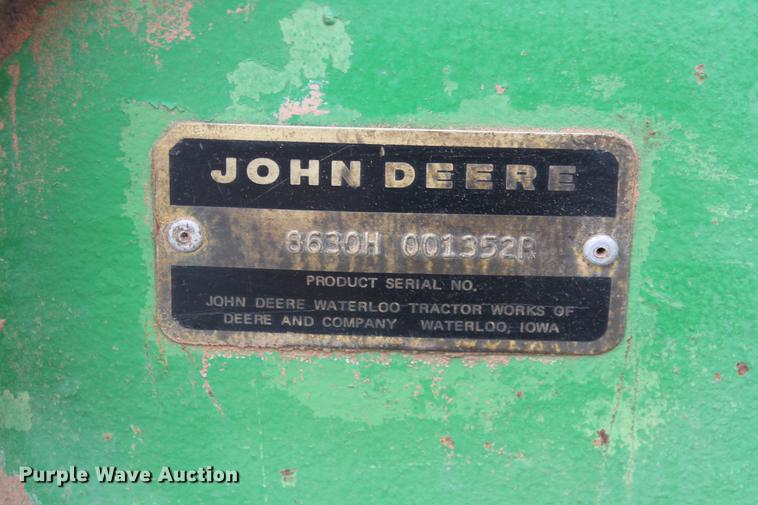 JOHN DEERE
8630H 001352R
PRODUCT SERIAL NO.
JOHN DEERE WATERLOO TRACTOR WORKS OF
DEERE AND COMPANY WATERLOO, IOWA
Purple Wave Auction